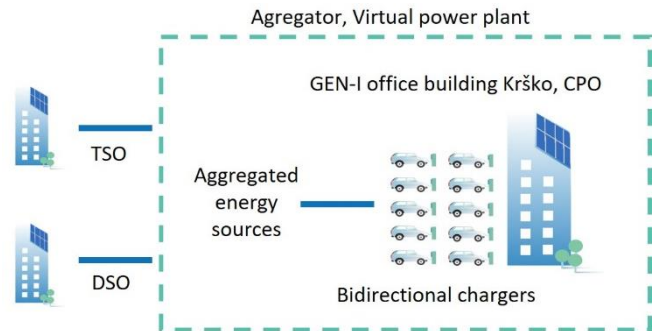 Agregator, Virtual power plant
GEN-I office building Krško, CPO
TSO
Aggregated
energy
sources
DSO
Bidirectional chargers